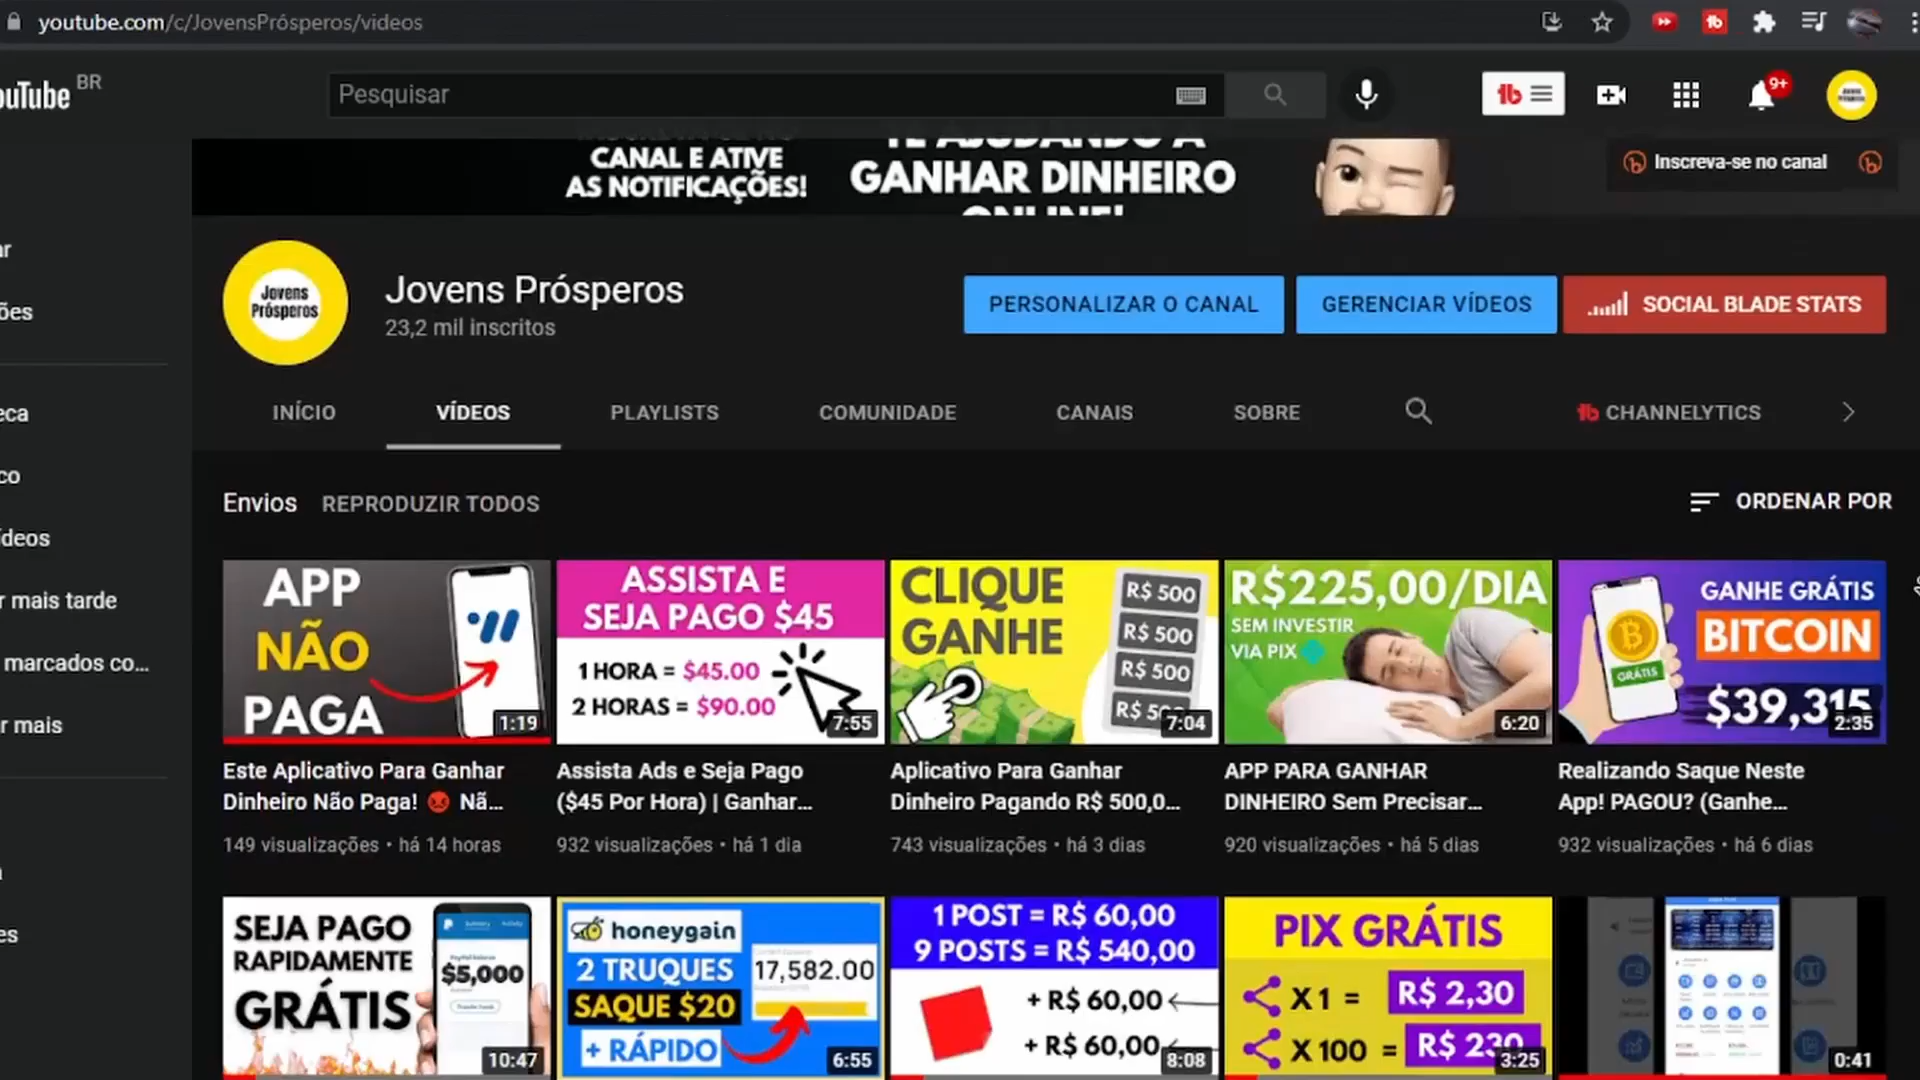 youtube.com/c/JovensPrósperos/videos
ouTube BR
Pesquisar
9+
CANAL E ATIVE
AS NOTIFICAÇÕES!
TE AJUDANDO A
GANHAR DINHEIRO
ONLINE!
Inscreva-se no canal
Jovens
Prósperos
Jovens Prósperos
23,2 mil inscritos
PERSONALIZAR O CANAL
GERENCIAR VÍDEOS
SOCIAL BLADE STATS
INÍCIO
VÍDEOS
PLAYLISTS
COMUNIDADE
CANAIS
SOBRE
CHANNELYTICS
ar
ões
eca
co
ídeos
r mais tarde
marcados co...
r mais
es
Envios
REPRODUZIR TODOS
ORDENAR POR
APP
NÃO
PAGA
1:19
Este Aplicativo Para Ganhar
Dinheiro Não Paga! 😡 Nã...
149 visualizações • há 14 horas
ASSISTA E
SEJA PAGO $45
1 HORA = $45.00
2 HORAS = $90.00
7:55
Assista Ads e Seja Pago
($45 Por Hora) | Ganhar...
932 visualizações • há 1 dia
CLIQUE
GANHE
R$ 500
R$ 500
R$ 500
R$ 50
7:04
Aplicativo Para Ganhar
Dinheiro Pagando R$ 500,0...
743 visualizações • há 3 dias
R$225,00/DIA
SEM INVESTIR
VIA PIX
6:20
APP PARA GANHAR
DINHEIRO Sem Precisar...
920 visualizações • há 5 dias
GANHE GRÁTIS
BITCOIN
GRÁTIS
$39,315
2:35
Realizando Saque Neste
App! PAGOU? (Ganhe...
932 visualizações • há 6 dias
SEJA PAGO
RAPIDAMENTE
GRÁTIS
$5,000
10:47
honeygain
2 TRUQUES
SAQUE $20
+ RÁPIDO
17,582.00
6:55
1 POST = R$ 60,00
9 POSTS = R$ 540,00
+ R$ 60,00
+ R$ 60,00
8:08
PIX GRÁTIS
X 1 = R$ 2,30
X 100 = R$ 230
3:25
0:41